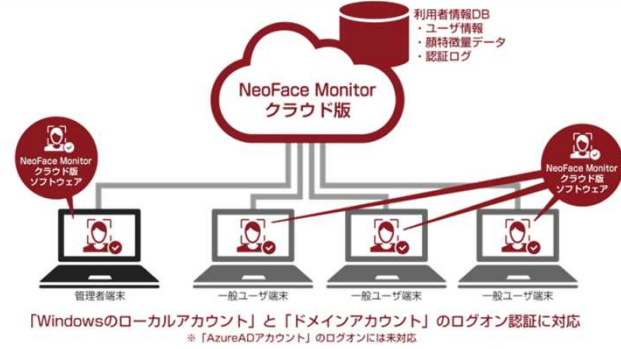 利用者情報DB
・ユーザ情報
・顔特徴量データ
・認証ログ
NeoFace Monitor
クラウド版
NeoFace Monitor
クラウド版
ソフトウェア
NeoFace Monitor
クラウド版
ソフトウェア
管理者端末
一般ユーザ端末
一般ユーザ端末
一般ユーザ端末
「Windowsのローカルアカウント」と「ドメインアカウント」のログオン認証に対応
※「AzureADアカウント」のログオンには未対応